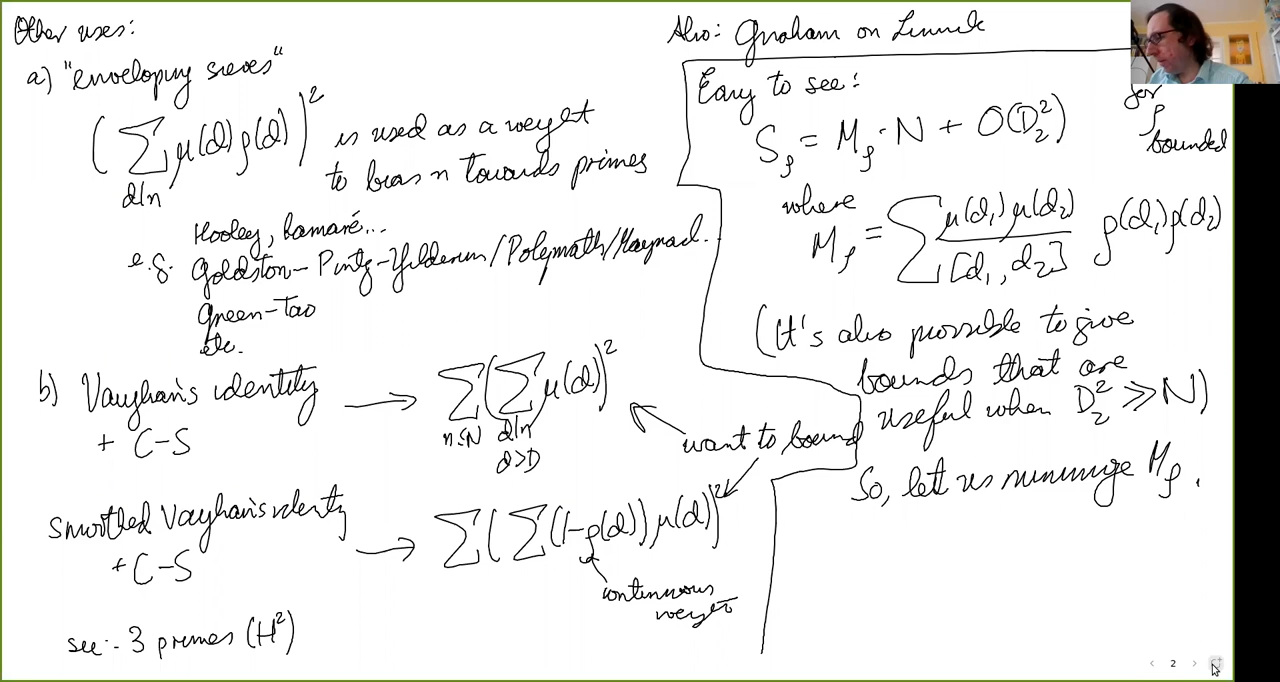 Other uses:
a) "enveloping sieves"
( ∑_{d|n} μ(d) ρ(d) )² is used as a weight
to bias n towards primes
Hooley, Ramaré...
e.g. Goldston-Pintz-Yıldırım/Polymath/Maynard.
Green-Tao
etc.
b) Vaughan's identity → ∑_{n≤N} ( ∑_{d|n, d>D} μ(d) )²
+ C-S
want to bound
Smoothed Vaughan's identity → ∑ ( ∑ (1-ρ(d)) μ(d) )²
+ C-S
continuous
weight
see:- 3 primes (H²)
Also: Graham on Linnik
Easy to see:
S_ρ = M_ρ · N + O(D₂²)
for
ρ
bounded
where
M_ρ = ∑ μ(d₁) μ(d₂) / [d₁, d₂] ρ(d₁) ρ(d₂)
(It's also possible to give
bounds that are
useful when D₂² ≫ N)
So, let us minimize M_ρ.
2